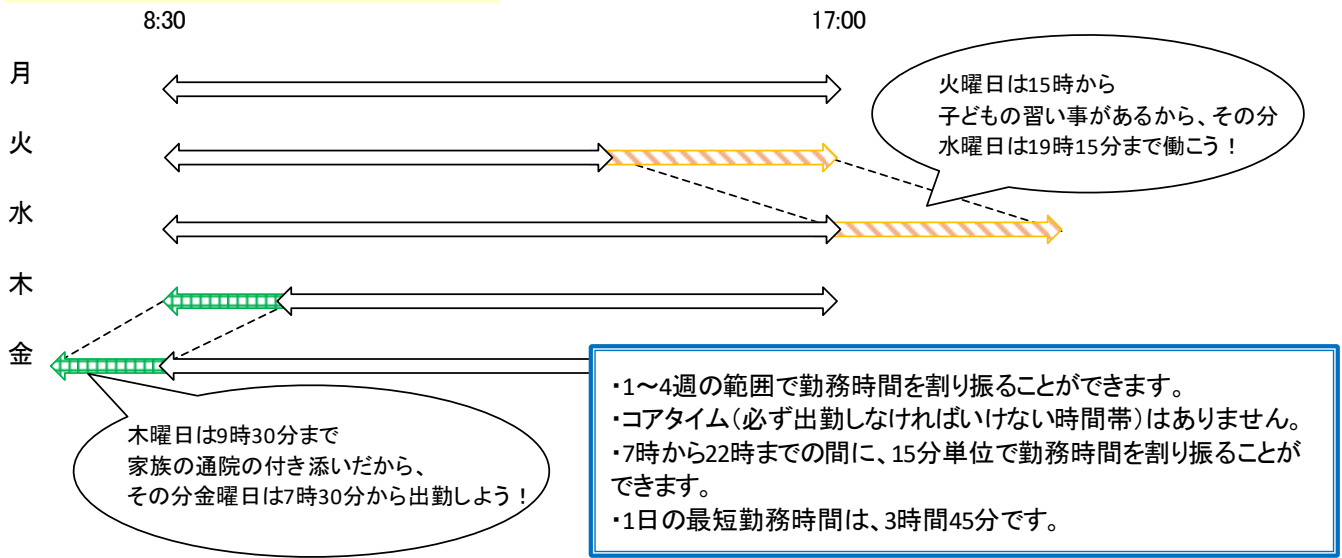 8:30
17:00
月
火
水
木
金
火曜日は15時から
子どもの習い事があるから、その分
水曜日は19時15分まで働こう！
木曜日は9時30分まで
家族の通院の付き添いだから、
その分金曜日は7時30分から出勤しよう！
・1～4週の範囲で勤務時間を割り振ることができます。
・コアタイム（必ず出勤しなければいけない時間帯）はありません。
・7時から22時までの間に、15分単位で勤務時間を割り振ることが
できます。
・1日の最短勤務時間は、3時間45分です。